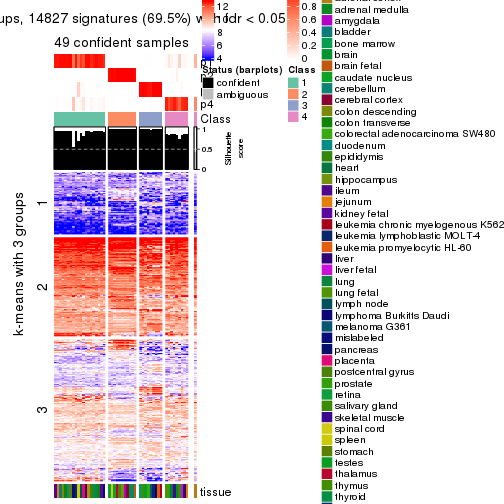 ups, 14827 signatures (69.5%) with fdr < 0.05
49 confident samples
p1
p4
Class
1
0.5
0
Silhouette
score
k-means with 3 groups
1
2
3
tissue
12
10
8
6
4
Status (barplots)
confident
ambiguous
0.8
0.6
0.4
0.2
0
Class
1
2
3
4
adrenal medulla
amygdala
bladder
bone marrow
brain
brain fetal
caudate nucleus
cerebellum
cerebral cortex
colon descending
colon transverse
colorectal adenocarcinoma SW480
duodenum
epididymis
heart
hippocampus
ileum
jejunum
kidney fetal
leukemia chronic myelogenous K562
leukemia lymphoblastic MOLT-4
leukemia promyelocytic HL-60
liver
liver fetal
lung
lung fetal
lymph node
lymphoma Burkitts Daudi
melanoma G361
mislabeled
pancreas
placenta
postcentral gyrus
prostate
retina
salivary gland
skeletal muscle
spinal cord
spleen
stomach
testes
thalamus
thymus
thyroid